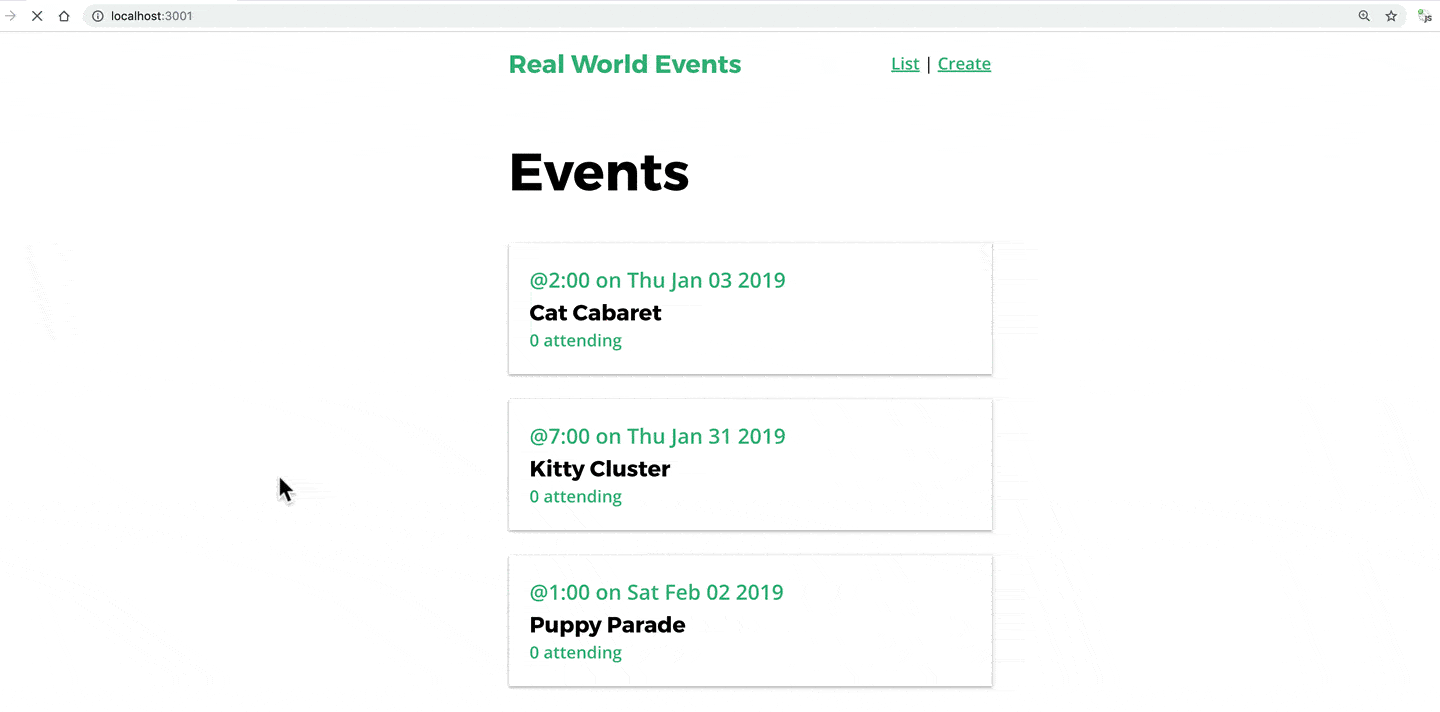 localhost:3001
JS
Real World Events
List | Create
Events
@2:00 on Thu Jan 03 2019
Cat Cabaret
0 attending
@7:00 on Thu Jan 31 2019
Kitty Cluster
0 attending
@1:00 on Sat Feb 02 2019
Puppy Parade
0 attending